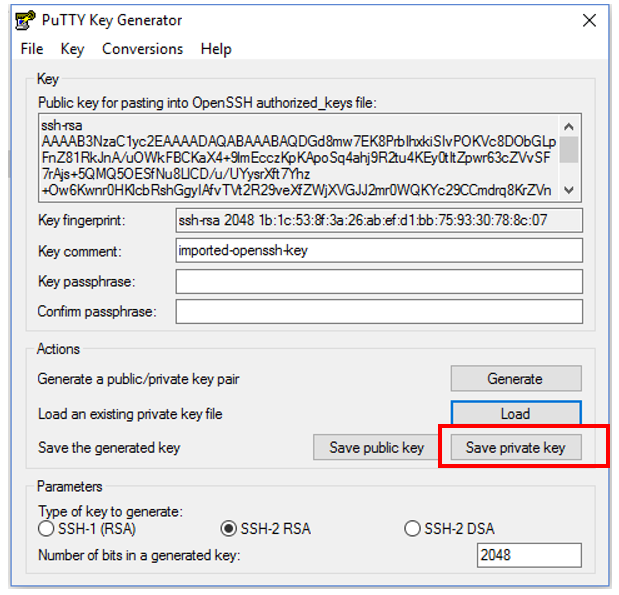 PuTTY Key Generator
File Key Conversions Help
Key
Public key for pasting into OpenSSH authorized_keys file:
ssh-rsa
AAAAB3NzaC1yc2EAAAADAQABAAABAQDGd8mw7EK8PrbIhxkiSIvPOKVc8DObGLp
FnZ81RkJnA/uOWkFBCKaX4+9ImEcczKpKApoSq4ahj9R2tu4KEy0tItZpwr63cZVvSF
7rAjs+5QMQ5OESfNu8LICD/u/UYysrXft7Yhz
+Ow6Kwnr0HKIcbRshGgyIAfvTVt2R29veXfZWjXVGJJ2mr0WQKYc29CCmdrq8KrZVn
Key fingerprint: ssh-rsa 2048 1b:1c:53:8f:3a:26:ab:ef:d1:bb:75:93:30:78:8c:07
Key comment: imported-openssh-key
Key passphrase:
Confirm passphrase:
Actions
Generate a public/private key pair Generate
Load an existing private key file Load
Save the generated key Save public key Save private key
Parameters
Type of key to generate:
SSH-1 (RSA) SSH-2 RSA SSH-2 DSA
Number of bits in a generated key: 2048